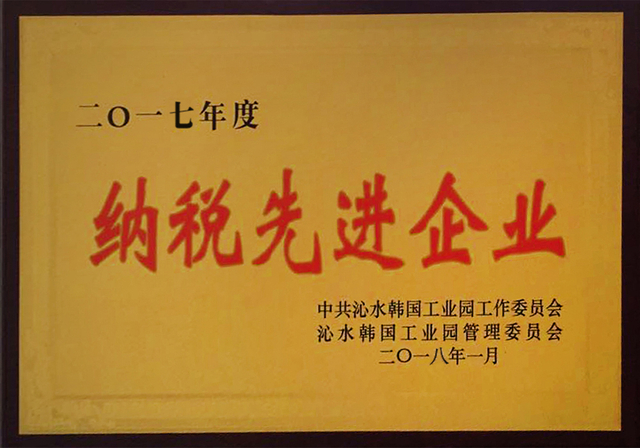 二〇一七年度
纳税先进企业
中共沁水韩国工业园工作委员会
沁水韩国工业园管理委员会
二〇一八年一月